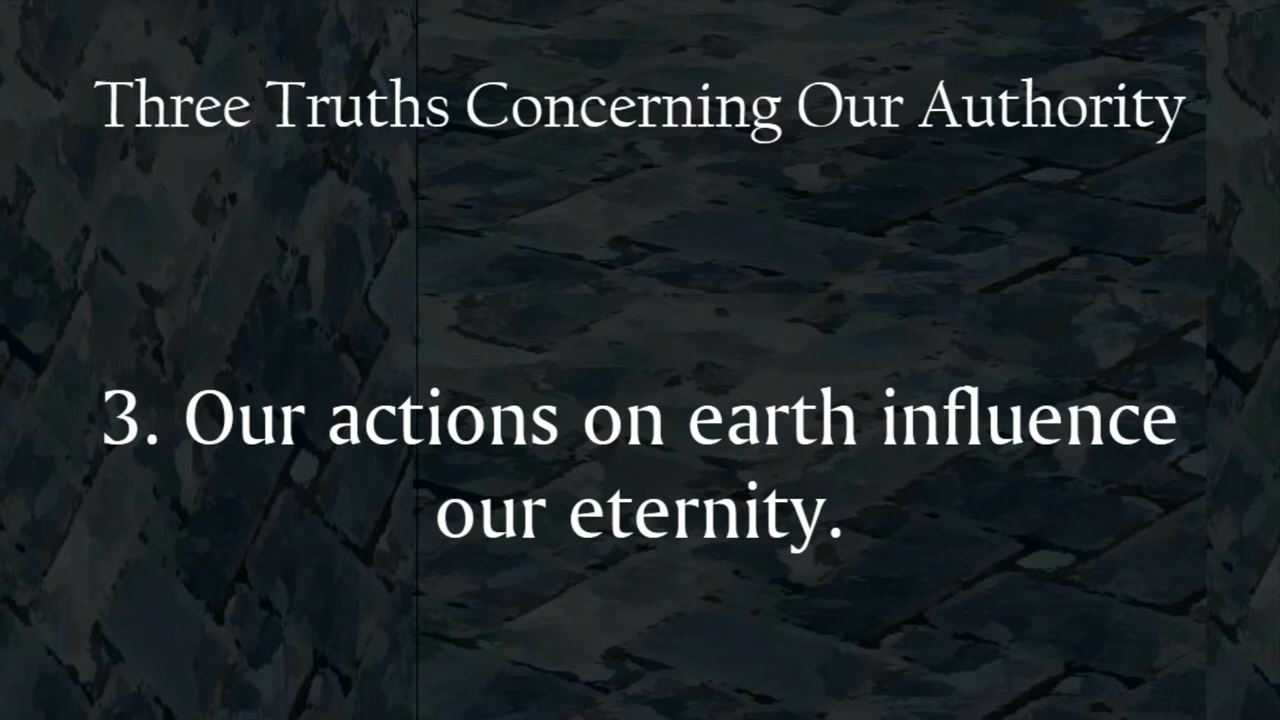 Three Truths Concerning Our Authority
3. Our actions on earth influence
our eternity.